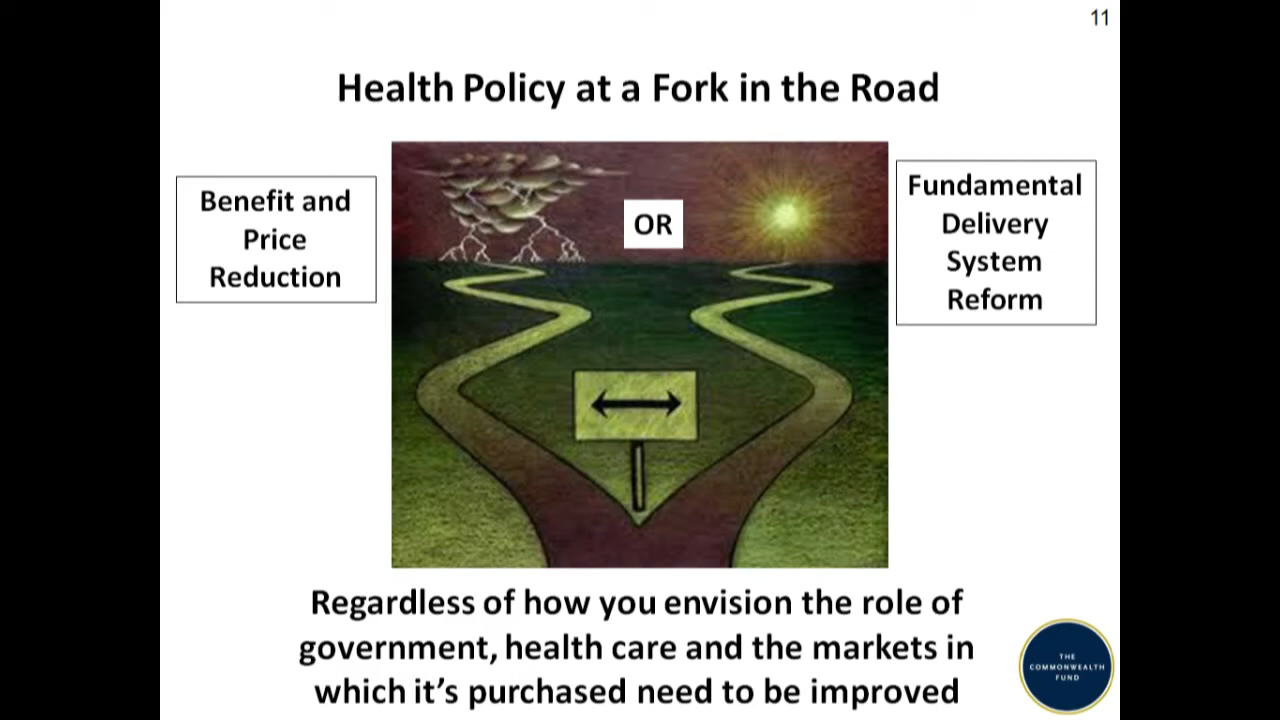 11
Health Policy at a Fork in the Road
Benefit and
Price
Reduction
OR
Fundamental
Delivery
System
Reform
Regardless of how you envision the role of
government, health care and the markets in
which it’s purchased need to be improved
THE
COMMONWEALTH
FUND